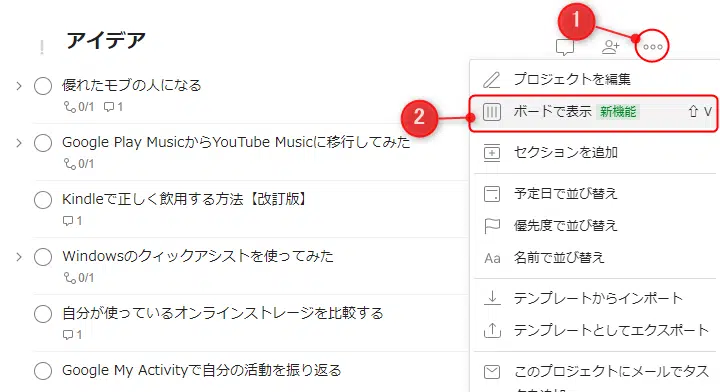 アイデア
1
優れたモブの人になる
0/1 1
Google Play MusicからYouTube Musicに移行してみた
0/1
Kindleで正しく飲用する方法【改訂版】
1
Windowsのクィックアシストを使ってみた
0/1
自分が使っているオンラインストレージを比較する
1
Google My Activityで自分の活動を振り返る
プロジェクトを編集
2
ボードで表示 新機能 ⇧ V
セクションを追加
予定日で並び替え
優先度で並び替え
Aa 名前で並び替え
テンプレートからインポート
テンプレートとしてエクスポート
このプロジェクトにメールでタス